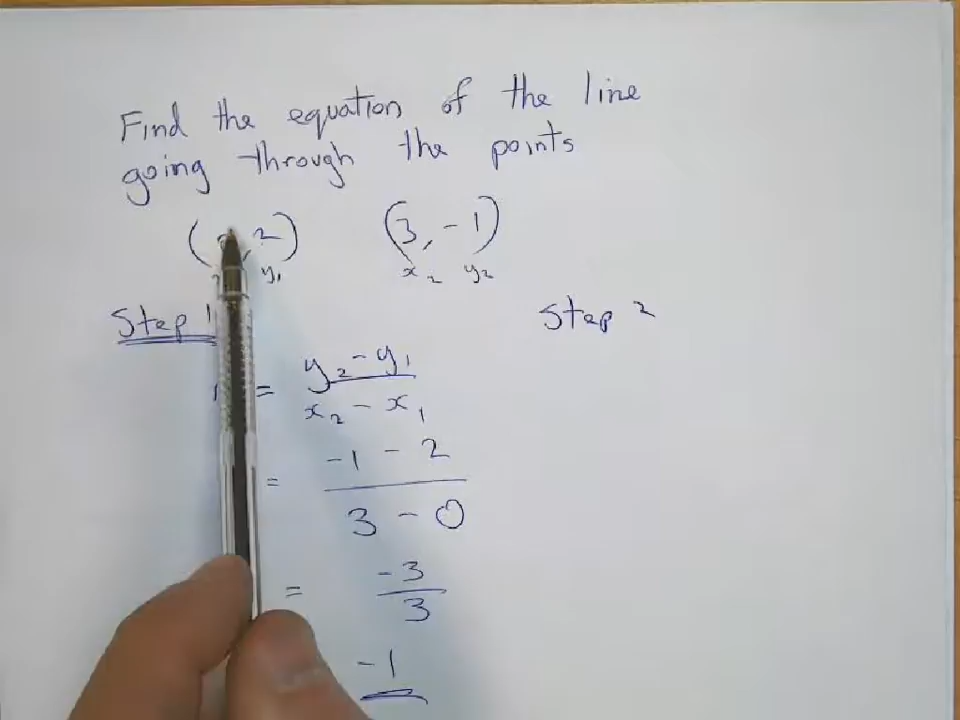 Find the equation of the line
going through the points
( , 2) (3, -1)
y₁ x₂ y₂
Step 1 Step 2
= y₂ - y₁ / x₂ - x₁
= -1 - 2 / 3 - 0
= -3 / 3
-1